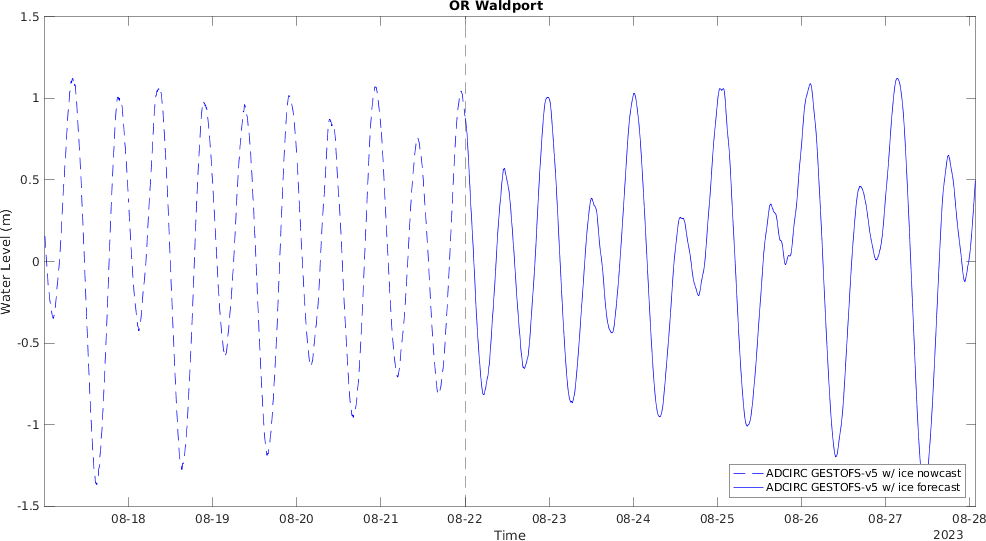 OR Waldport
1.5
1
0.5
0
-0.5
-1
-1.5
Water Level (m)
ADCIRC GESTOFS-v5 w/ ice nowcast
ADCIRC GESTOFS-v5 w/ ice forecast
08-18 08-19 08-20 08-21 08-22 08-23 08-24 08-25 08-26 08-27 08-28
Time
2023